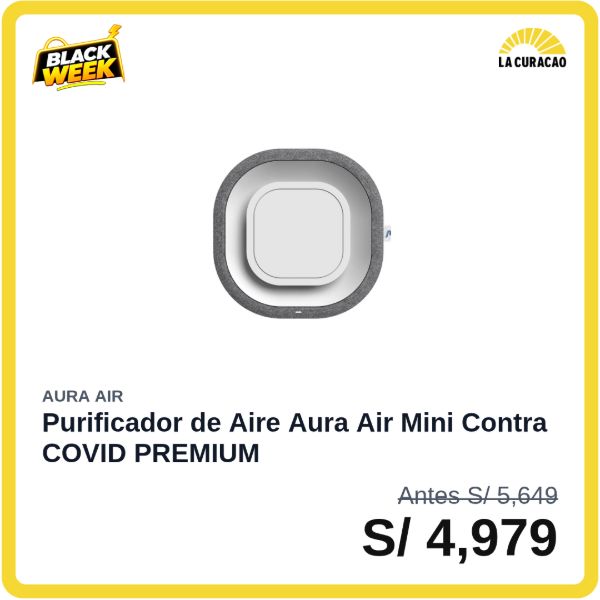 BLACK
WEEK
LA CURACAO
AURA AIR
Purificador de Aire Aura Air Mini Contra
COVID PREMIUM
Antes S/ 5,649
S/ 4,979